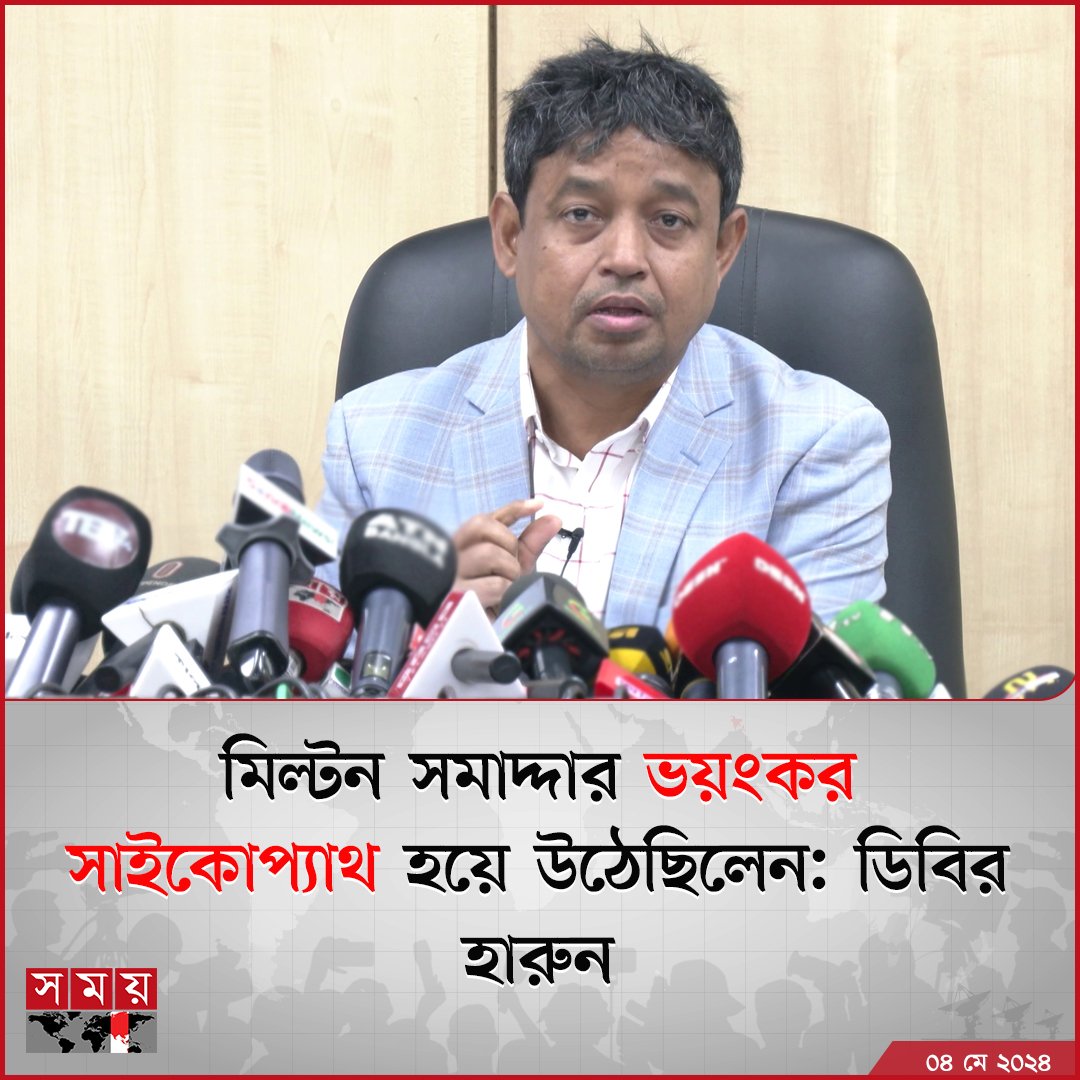 মিল্টন সমাদ্দার ভয়ংকর
সাইকোপ্যাথ হয়ে উঠেছিলেন: ডিবির
হারুন
সময়
০৪ মে ২০২৪